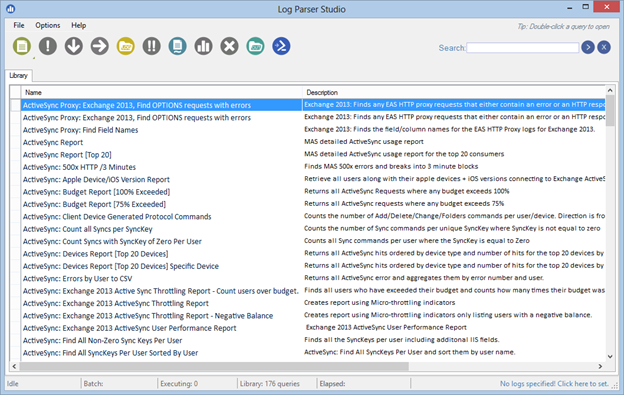 Log Parser Studio
File Options Help
Tip: Double-click a query to open
Search:
Library
Name Description
ActiveSync Proxy: Exchange 2013, Find OPTIONS requests with errors Exchange 2013: Finds any EAS HTTP proxy requests that either contain an error or an HTTP respo
ActiveSync Proxy: Exchange 2013, Find OPTIONS requests with errors Exchange 2013: Finds any EAS HTTP proxy requests that either contain an error or an HTTP respo
ActiveSync Proxy: Find Field Names Exchange 2013: Finds the field/column names for the EAS HTTP Proxy logs for Exchange 2013.
ActiveSync Report MAS detailed ActiveSync usage report
ActiveSync Report [Top 20] MAS detailed ActiveSync usage report for the top 20 consumers
ActiveSync: 500x HTTP /3 Minutes Finds MAS 500x errors and breaks into 3 minute blocks
ActiveSync: Apple Device/iOS Version Report Retrieve all users along with their apple devices + iOS versions connecting to Exchange ActiveS
ActiveSync: Budget Report [100% Exceeded] Returns all ActiveSync Requests where any budget exceeds 100%
ActiveSync: Budget Report [75% Exceeded] Returns all ActiveSync requests where any budget exceeds 75%
ActiveSync: Client Device Generated Protocol Commands Counts the number of Add/Delete/Change/Folders commands per user/device. Direction is fro
ActiveSync: Count all Syncs per SyncKey Counts the number of Sync commands per unique SyncKey where SyncKey is not equal to zero
ActiveSync: Count Syncs with SyncKey of Zero Per User Counts all Sync commands per user where the SyncKey is equal to Zero
ActiveSync: Devices Report [Top 20 Devices] Returns all ActiveSync hits ordered by device type and number of hits for the top 20 devices by
ActiveSync: Devices Report [Top 20 Devices] Specific Device Returns all ActiveSync hits ordered by device type and number of hits for the top 20 devices by
ActiveSync: Errors by User to CSV Returns all ActiveSync error and aggregates them by error number and user.
ActiveSync: Exchange 2013 Active Sync Throttling Report - Count users over budget. Finds all users who have exceeded their budget and counts how many times their budget was
ActiveSync: Exchange 2013 ActiveSync Throttling Report Creates report using Micro-throttling indicators
ActiveSync: Exchange 2013 ActiveSync Throttling Report - Negative Balance Creates report using Micro-throttling indicators only listing users with a negative balance.
ActiveSync: Exchange 2013 ActiveSync User Performance Report Exchange 2013 ActiveSync User Performance Report
ActiveSync: Find All Non-Zero Sync Keys Per User Finds all the SyncKeys per user including additonal IIS fields.
ActiveSync: Find All SyncKeys Per User Sorted By User ActiveSync: Find All SyncKeys Per User and sort them by user name.
Idle Batch: Executing: 0 Library: 176 queries Elapsed: No logs specified! Click here to set.